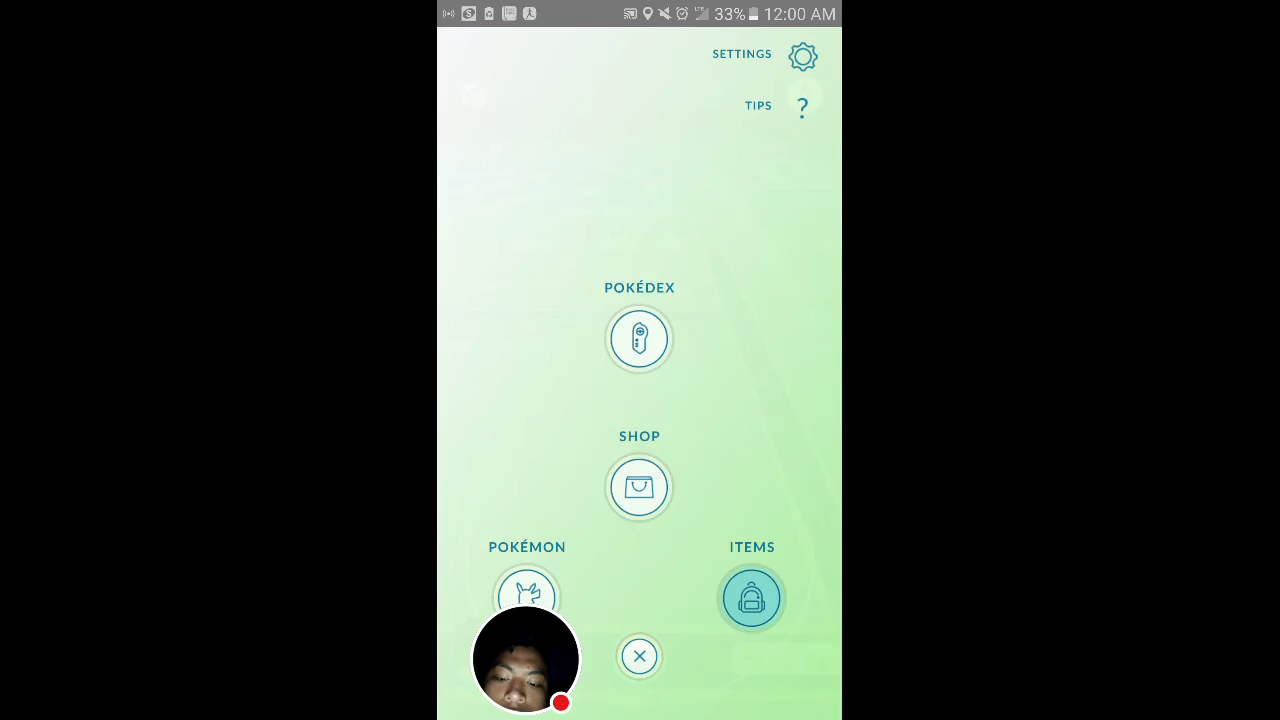 33% 12:00 AM
SETTINGS
TIPS ?
POKÉDEX
SHOP
POKÉMON ITEMS